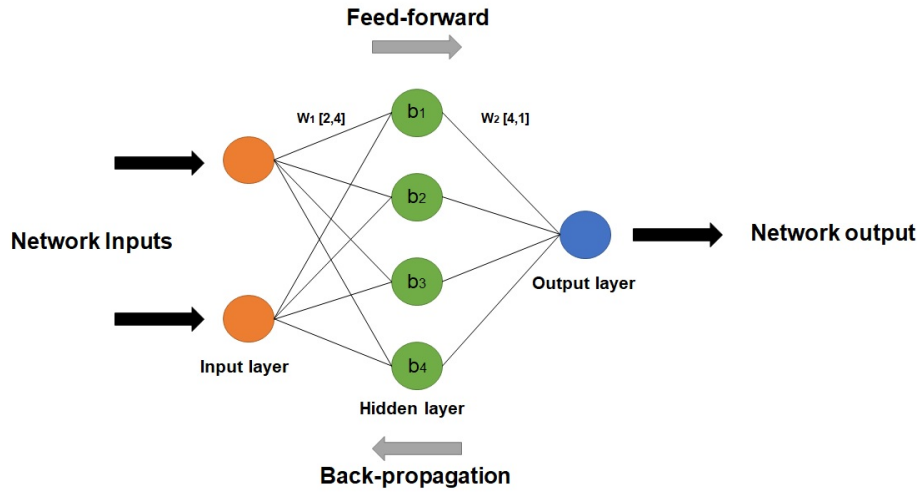 Feed-forward
W1 [2,4]
b1
W2 [4,1]
b2
Network Inputs
Network output
b3
Output layer
Input layer
b4
Hidden layer
Back-propagation